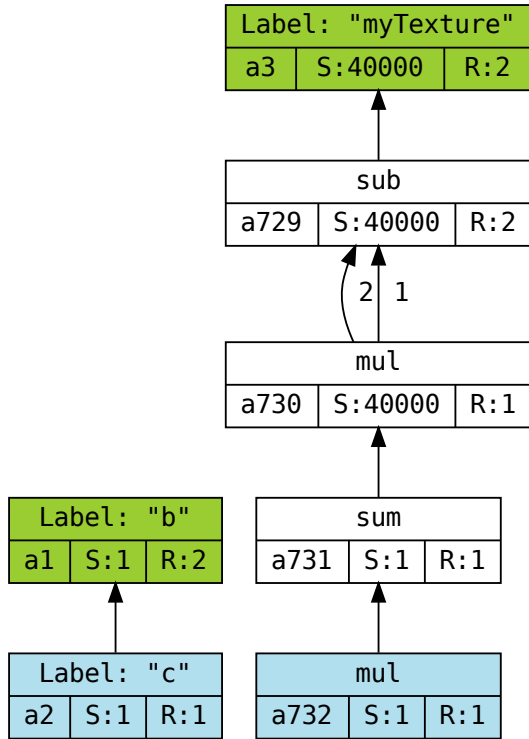 Label: "myTexture"
a3 S:40000 R:2
sub
a729 S:40000 R:2
2 1
mul
a730 S:40000 R:1
Label: "b"
a1 S:1 R:2
sum
a731 S:1 R:1
Label: "c"
a2 S:1 R:1
mul
a732 S:1 R:1